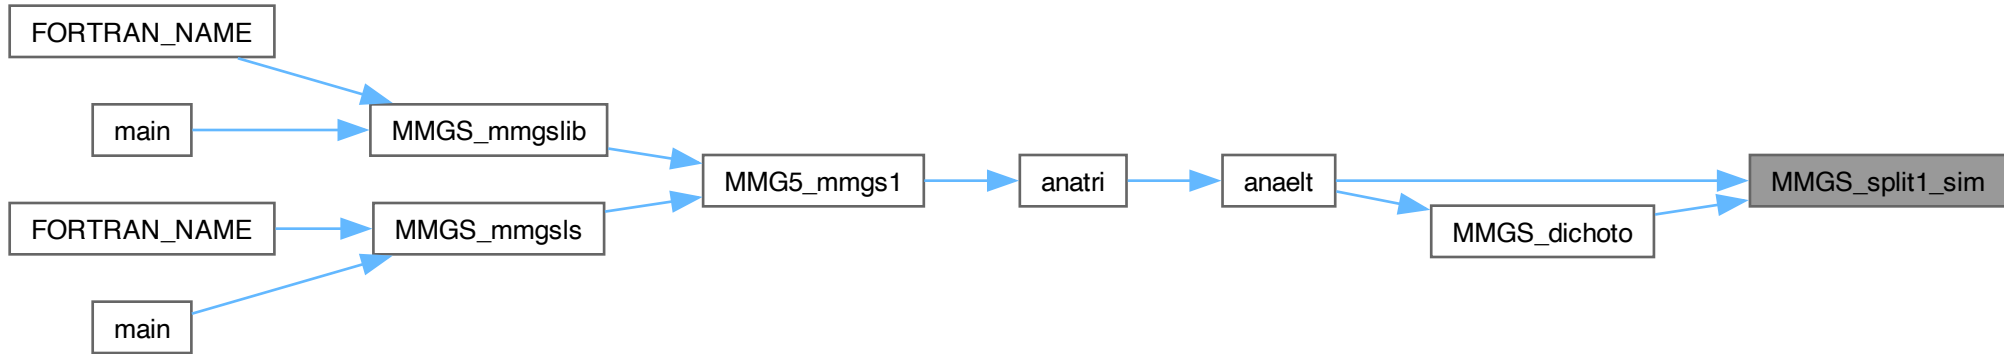 FORTRAN_NAME
main
MMGS_mmgslib
MMGS_mmgsls
FORTRAN_NAME
main
MMG5_mmgs1
anatri
anaelt
MMGS_dichoto
MMGS_split1_sim